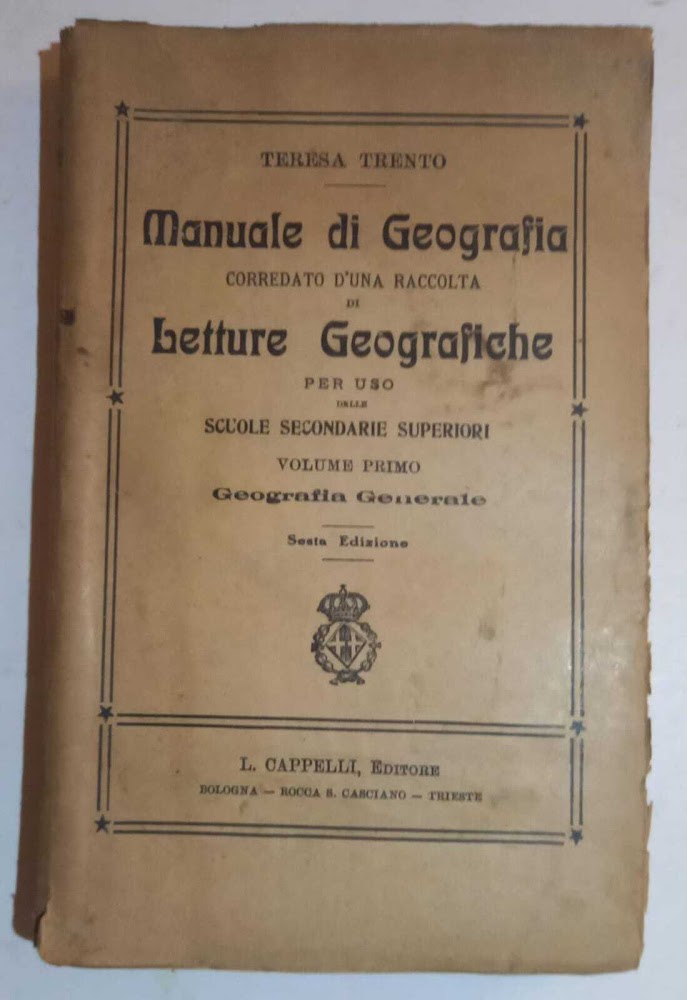 TERESA TRENTO
Manuale di Geografia
CORREDATO D'UNA RACCOLTA
DI
Letture Geografiche
PER USO
DELLE
SCUOLE SECONDARIE SUPERIORI
VOLUME PRIMO
Geografia Generale
Sesta Edizione
L. CAPPELLI, EDITORE
BOLOGNA — ROCCA S. CASCIANO — TRIESTE